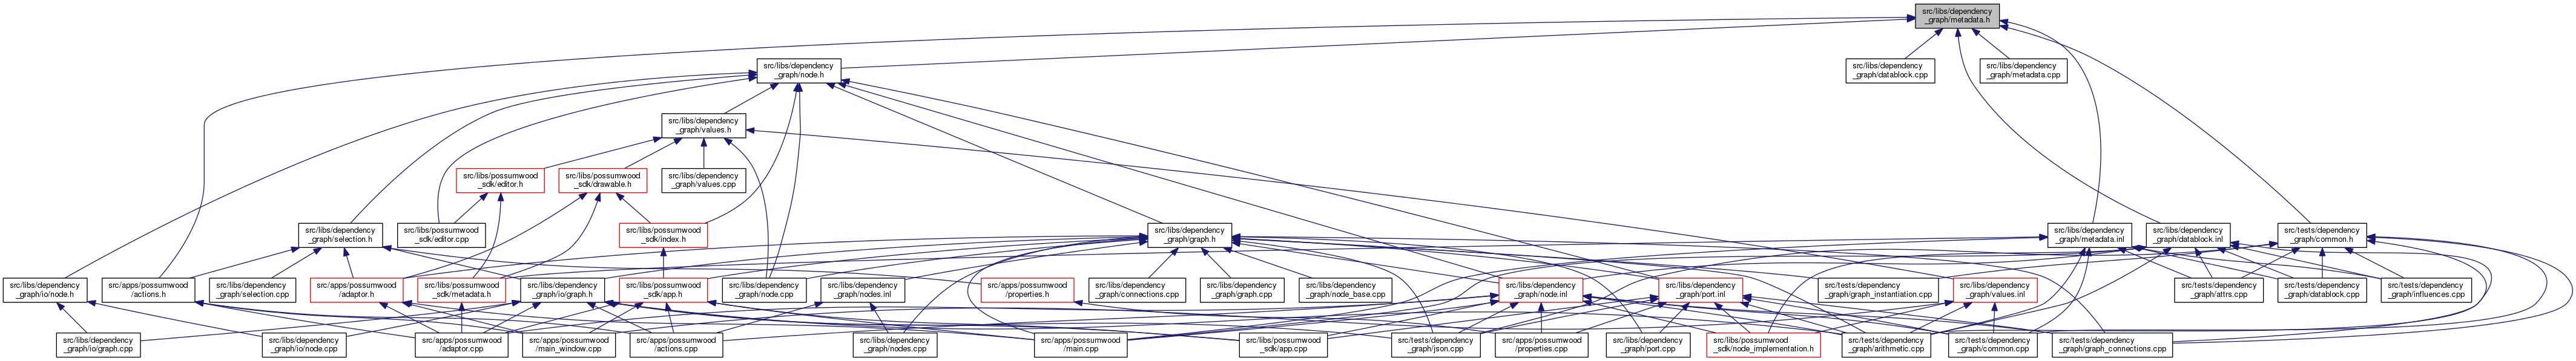 src/libs/dependency
_graph/metadata.h
src/libs/dependency
_graph/node.h
src/libs/dependency
_graph/datablock.cpp
src/libs/dependency
_graph/metadata.cpp
src/libs/dependency
_graph/values.h
src/libs/possumwood
_sdk/editor.h
src/libs/possumwood
_sdk/drawable.h
src/libs/dependency
_graph/values.cpp
src/libs/dependency
_graph/selection.h
src/libs/possumwood
_sdk/editor.cpp
src/libs/possumwood
_sdk/index.h
src/libs/dependency
_graph/graph.h
src/libs/dependency
_graph/metadata.inl
src/libs/dependency
_graph/datablock.inl
src/tests/dependency
_graph/common.h
src/libs/dependency
_graph/io/node.h
src/apps/possumwood
/actions.h
src/libs/dependency
_graph/selection.cpp
src/apps/possumwood
/adaptor.h
src/libs/possumwood
_sdk/metadata.h
src/libs/dependency
_graph/io/graph.h
src/libs/possumwood
_sdk/app.h
src/libs/dependency
_graph/node.cpp
src/libs/dependency
_graph/nodes.inl
src/apps/possumwood
/properties.h
src/libs/dependency
_graph/connections.cpp
src/libs/dependency
_graph/graph.cpp
src/libs/dependency
_graph/node_base.cpp
src/libs/dependency
_graph/node.inl
src/libs/dependency
_graph/port.inl
src/tests/dependency
_graph/graph_instantiation.cpp
src/libs/dependency
_graph/values.inl
src/tests/dependency
_graph/attrs.cpp
src/tests/dependency
_graph/datablock.cpp
src/tests/dependency
_graph/influences.cpp
src/libs/dependency
_graph/io/graph.cpp
src/libs/dependency
_graph/io/node.cpp
src/apps/possumwood
/adaptor.cpp
src/apps/possumwood
/main_window.cpp
src/apps/possumwood
/actions.cpp
src/libs/dependency
_graph/nodes.cpp
src/apps/possumwood
/main.cpp
src/libs/possumwood
_sdk/app.cpp
src/tests/dependency
_graph/json.cpp
src/apps/possumwood
/properties.cpp
src/libs/dependency
_graph/port.cpp
src/libs/possumwood
_sdk/node_implementation.h
src/tests/dependency
_graph/arithmetic.cpp
src/tests/dependency
_graph/common.cpp
src/tests/dependency
_graph/graph_connections.cpp